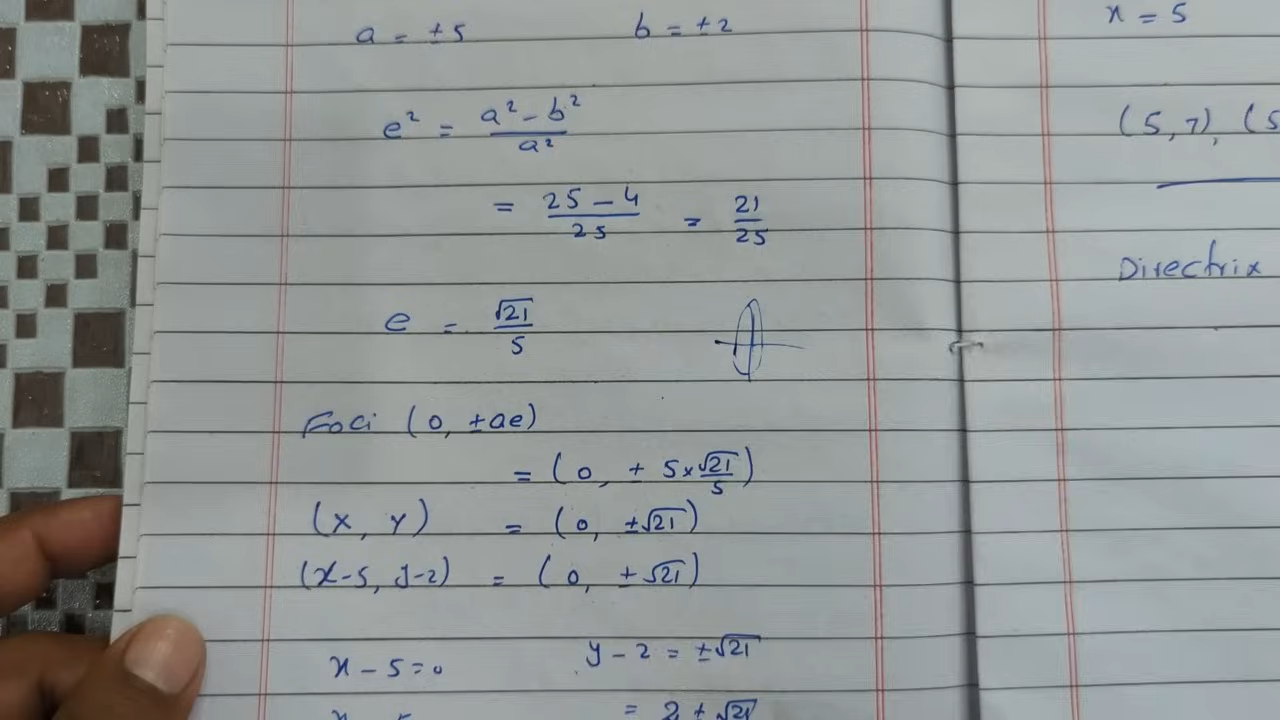 a = ±5 b = ±2
e² = (a² - b²)/a²
= (25 - 4)/25 = 21/25
e = √21/5
Foci (0, ±ae)
= (0, ± 5×√21/5)
(X, Y) = (0, ±√21)
(x-5, y-2) = (0, ±√21)
x - 5 = 0 y - 2 = ±√21
= 2 ± √21
x = 5
(5, 7), (5
Directrix